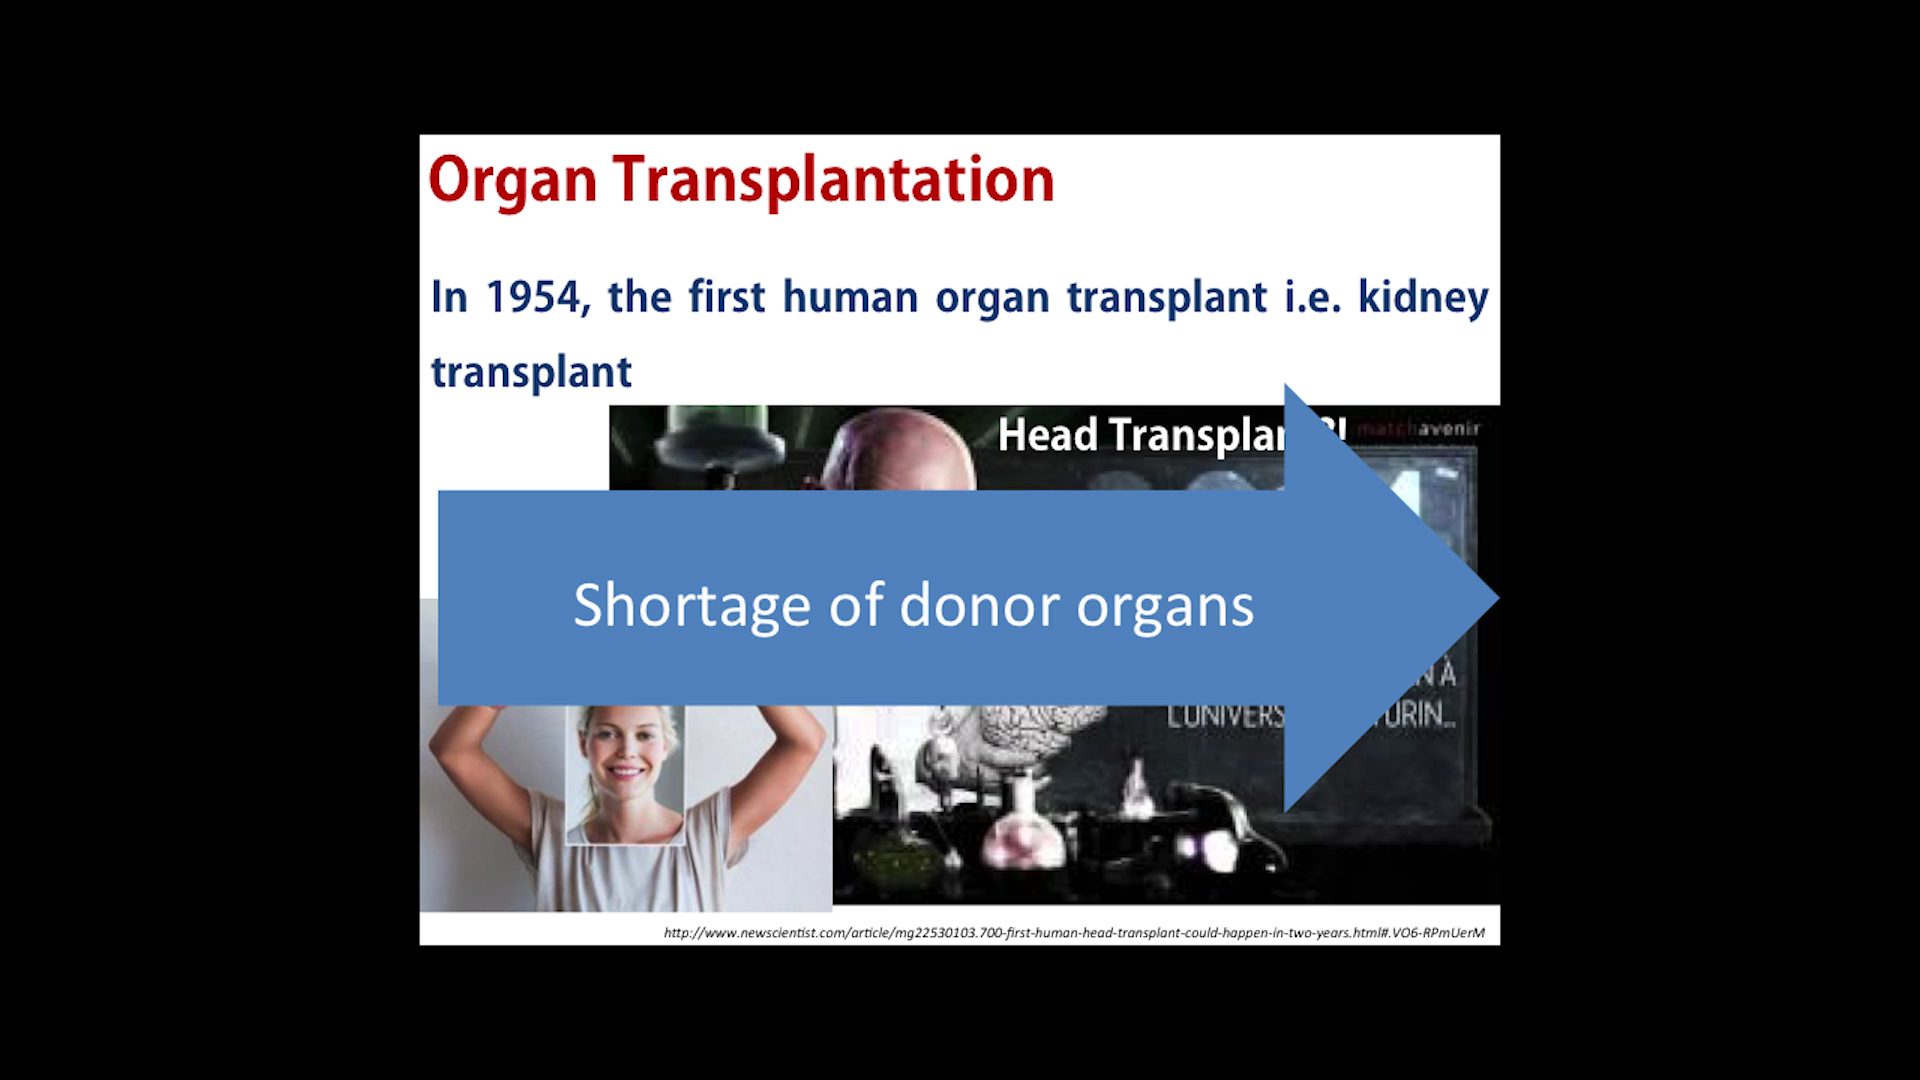 Organ Transplantation
In 1954, the first human organ transplant i.e. kidney
transplant
Head Transplan ?!
matchavenir
Shortage of donor organs
N À
L'UNIVERS TURIN...
http://www.newscientist.com/article/mg22530103.700-first-human-head-transplant-could-happen-in-two-years.html#.VO6-RPmUerM